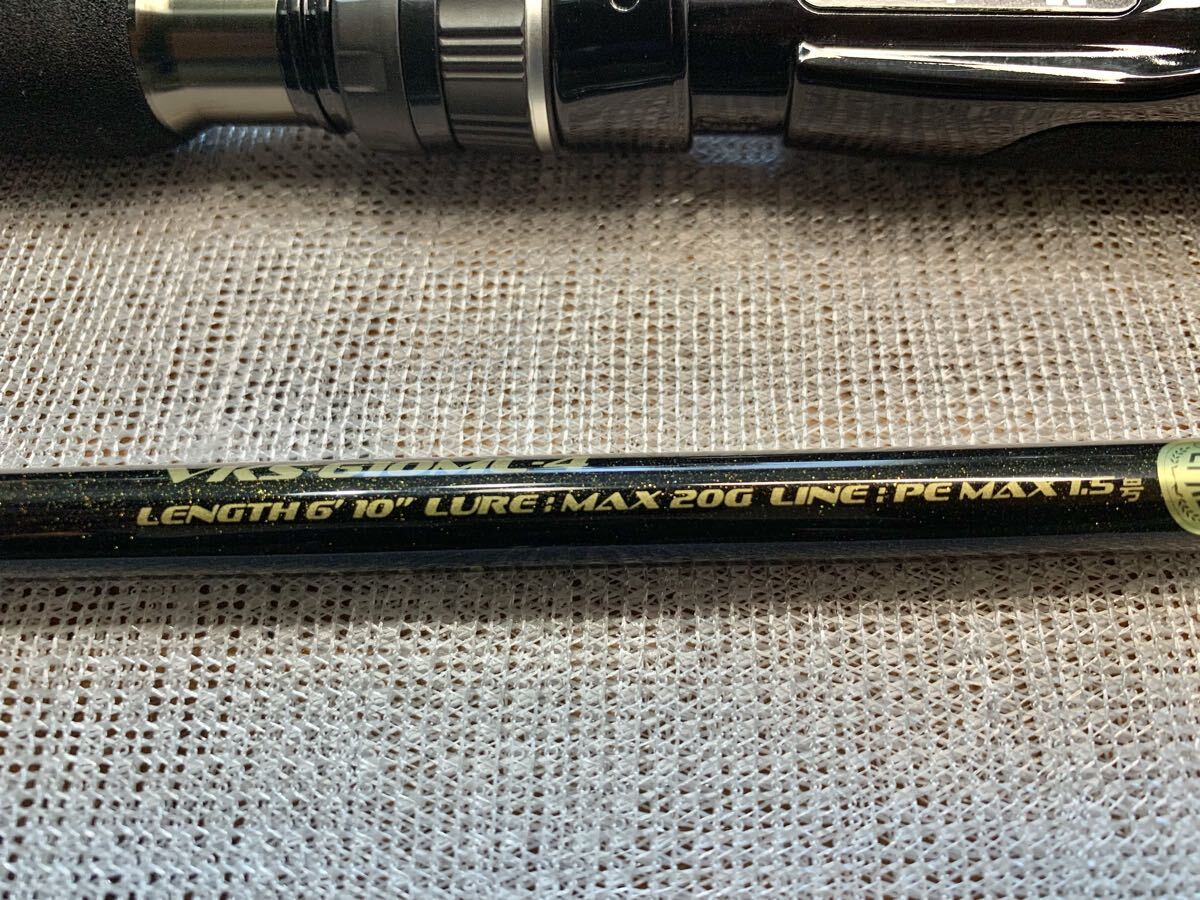 VKS-610ML-4
LENGTH 6' 10" LURE : MAX 20G LINE : PE MAX 1.5号